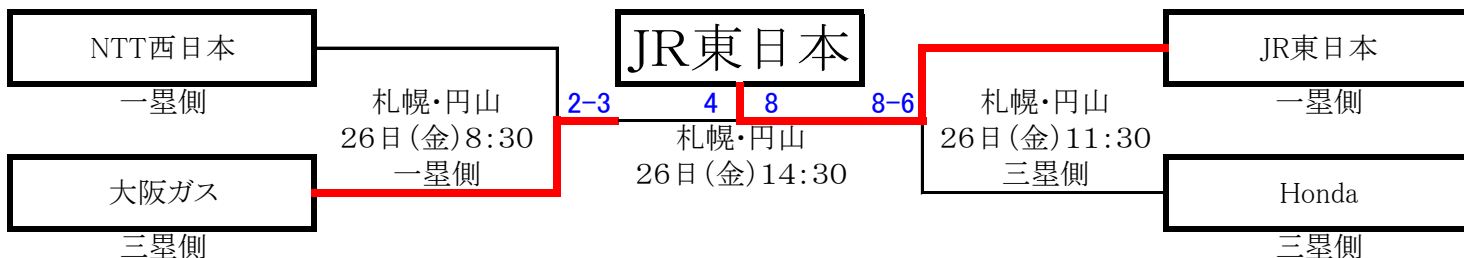 NTT西日本
一塁側
大阪ガス
三塁側
札幌・円山
26日(金)8:30
一塁側
2-3
JR東日本
4
8
札幌・円山
26日(金)14:30
8-6
札幌・円山
26日(金)11:30
三塁側
JR東日本
一塁側
Honda
三塁側